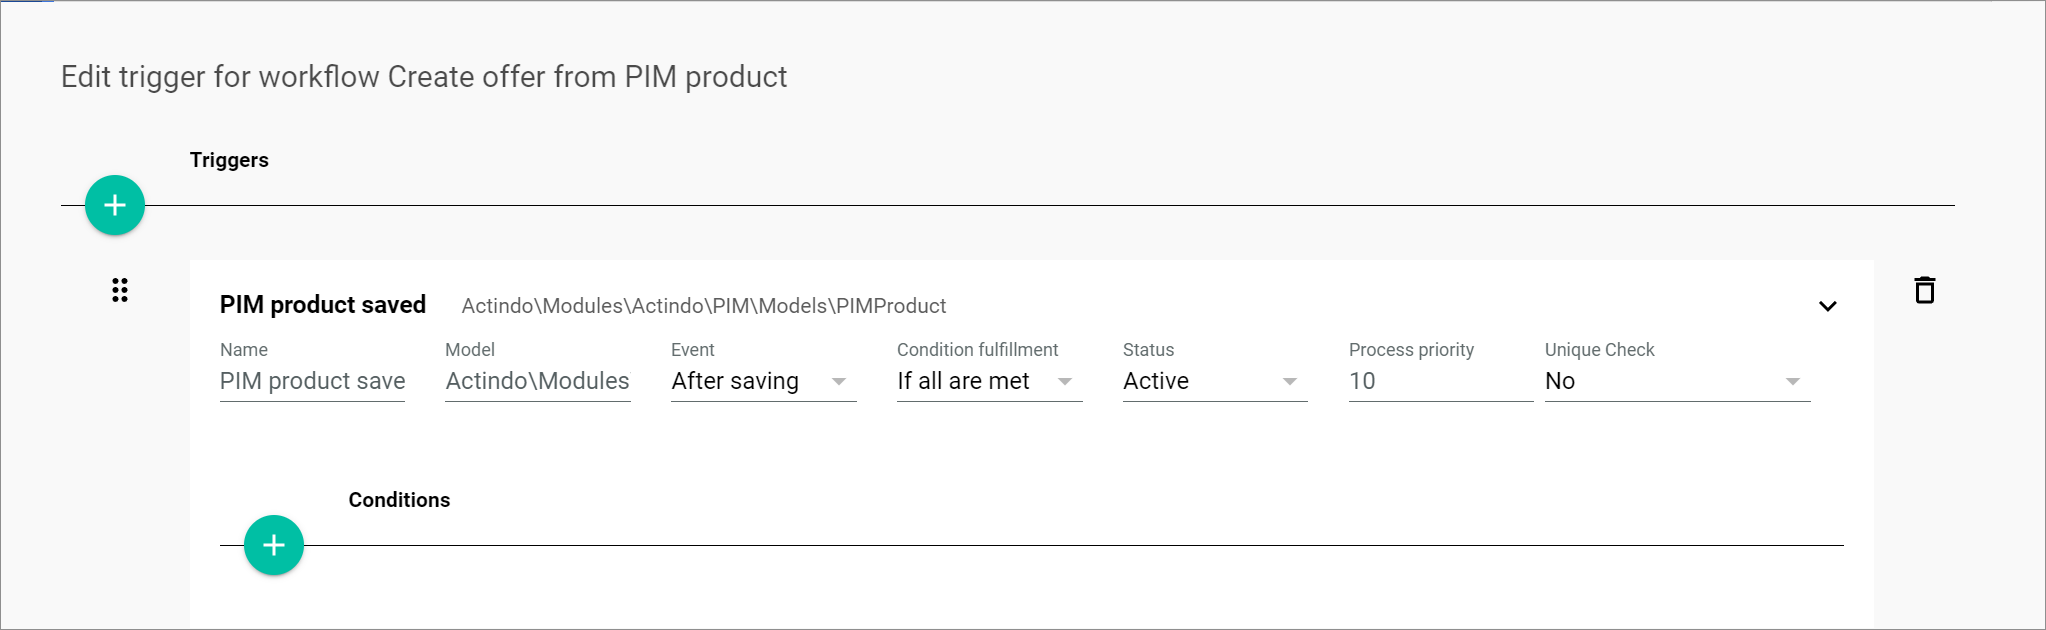 Edit trigger for workflow Create offer from PIM product
Triggers
PIM product saved Actindo\Modules\Actindo\PIM\Models\PIMProduct
Name Model Event Condition fulfillment Status Process priority Unique Check
PIM product save Actindo\Modules After saving If all are met Active 10 No
Conditions